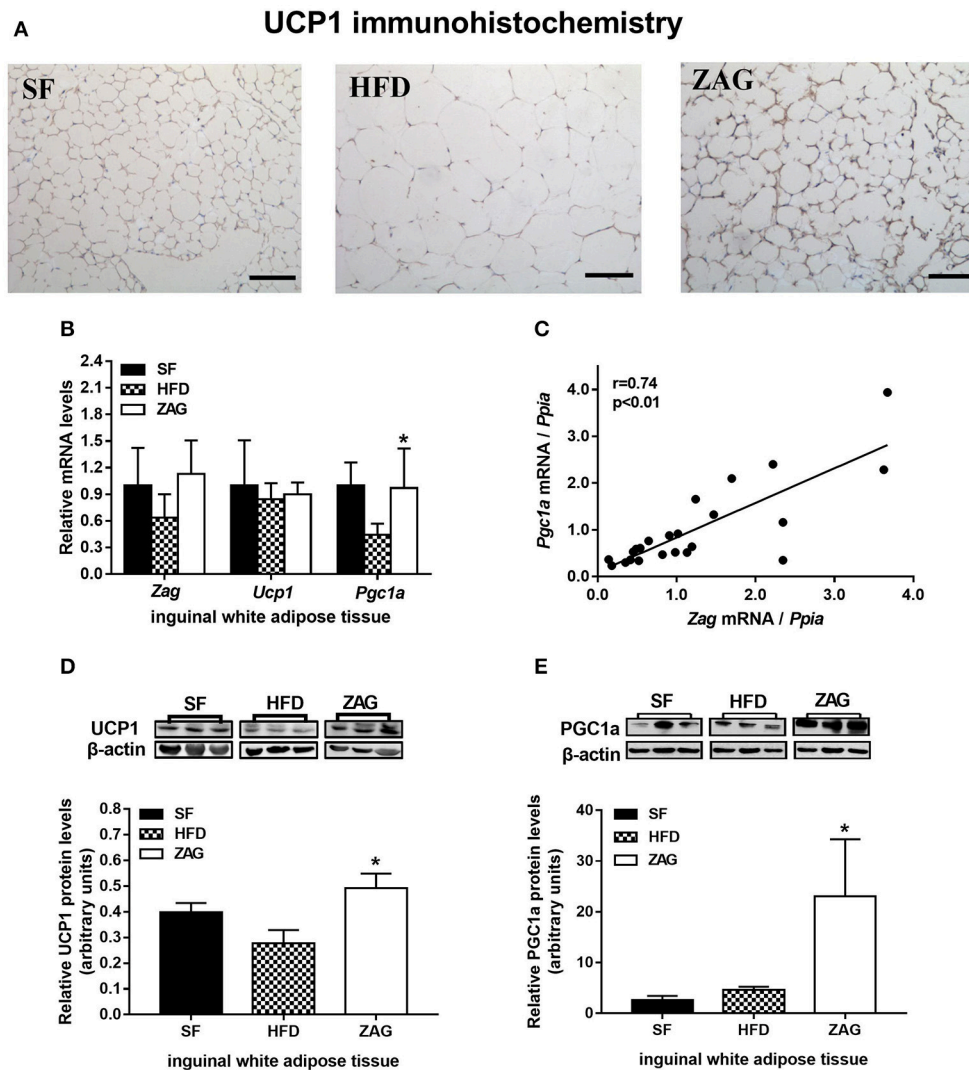 UCP1 immunohistochemistry
A
SF
HFD
ZAG
B
Relative mRNA levels
2.4
2.1
1.8
1.5
1.2
0.9
0.6
0.3
0.0
SF
HFD
ZAG
*
Zag
Ucp1
Pgc1a
inguinal white adipose tissue
C
Pgc1a mRNA / Ppia
4.0
3.0
2.0
1.0
0.0
r=0.74
p<0.01
0.0
1.0
2.0
3.0
4.0
Zag mRNA / Ppia
D
SF
HFD
ZAG
UCP1
β-actin
Relative UCP1 protein levels
(arbitrary units)
0.8
0.7
0.6
0.5
0.4
0.3
0.2
0.1
0.0
SF
HFD
ZAG
*
SF
HFD
ZAG
inguinal white adipose tissue
E
SF
HFD
ZAG
PGC1a
β-actin
Relative PGC1a protein levels
(arbitrary units)
40
30
20
10
0
SF
HFD
ZAG
*
SF
HFD
ZAG
inguinal white adipose tissue